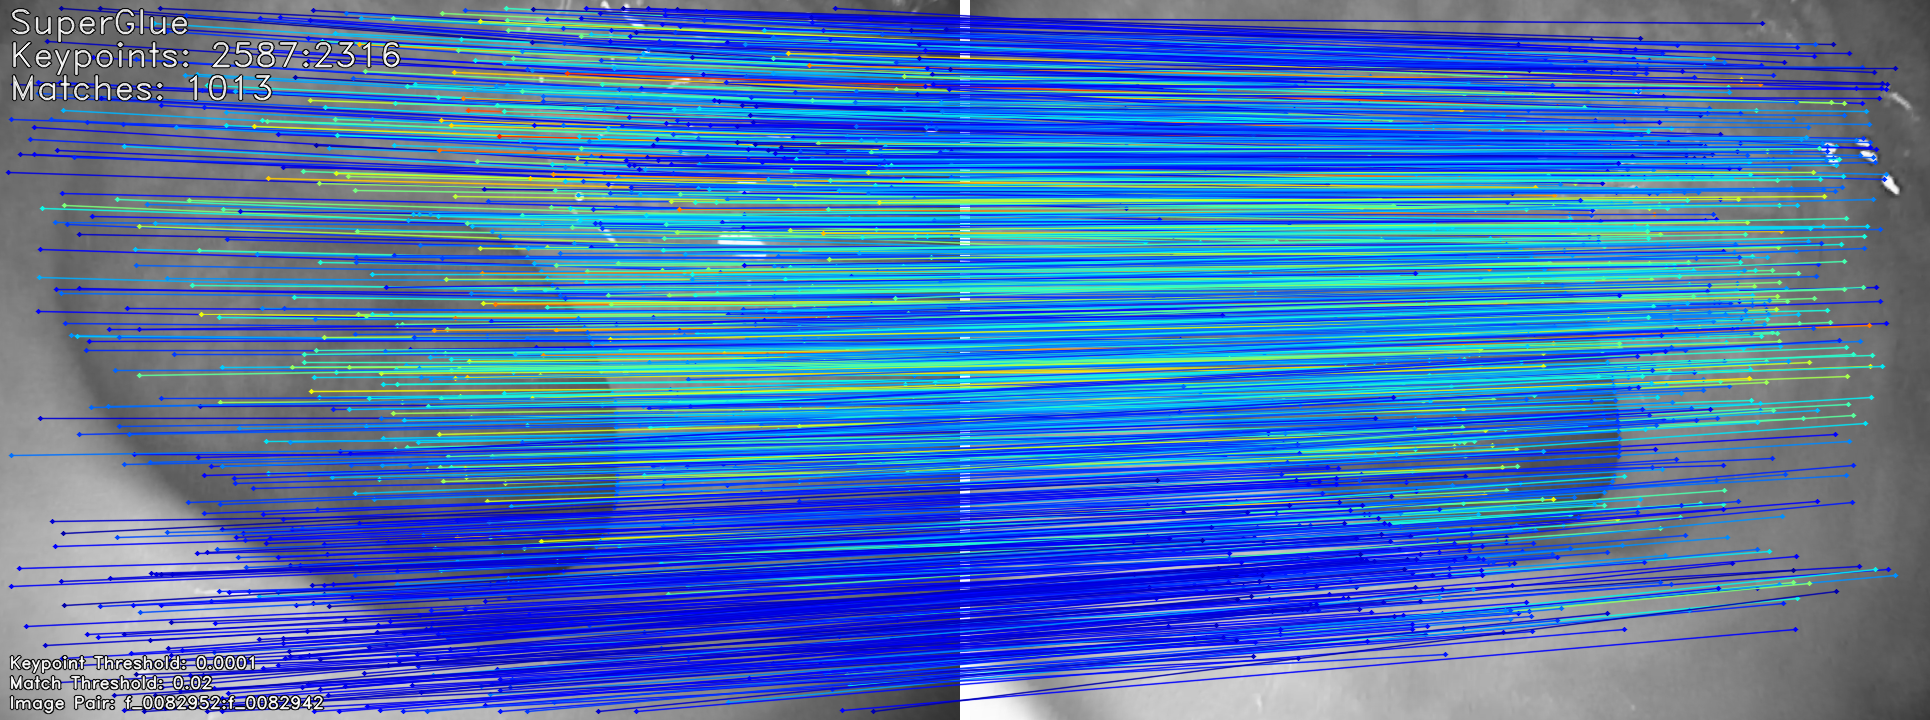 SuperGlue
Keypoints: 2587:2316
Matches: 1013
Keypoint Threshold: 0.0001
Match Threshold: 0.02
Image Pair: f_0082952:f_0082942